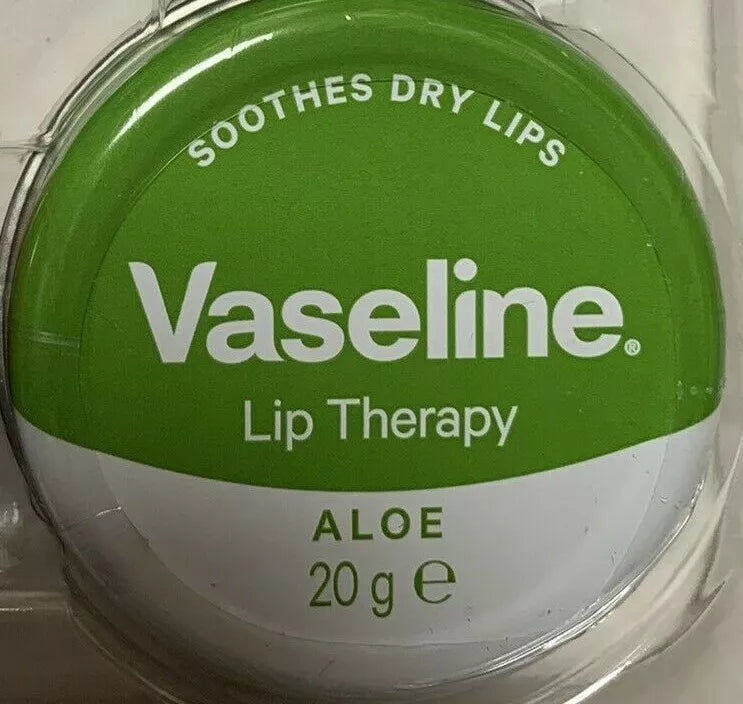 SOOTHES DRY LIPS
Vaseline®
Lip Therapy
ALOE
20 g ℮